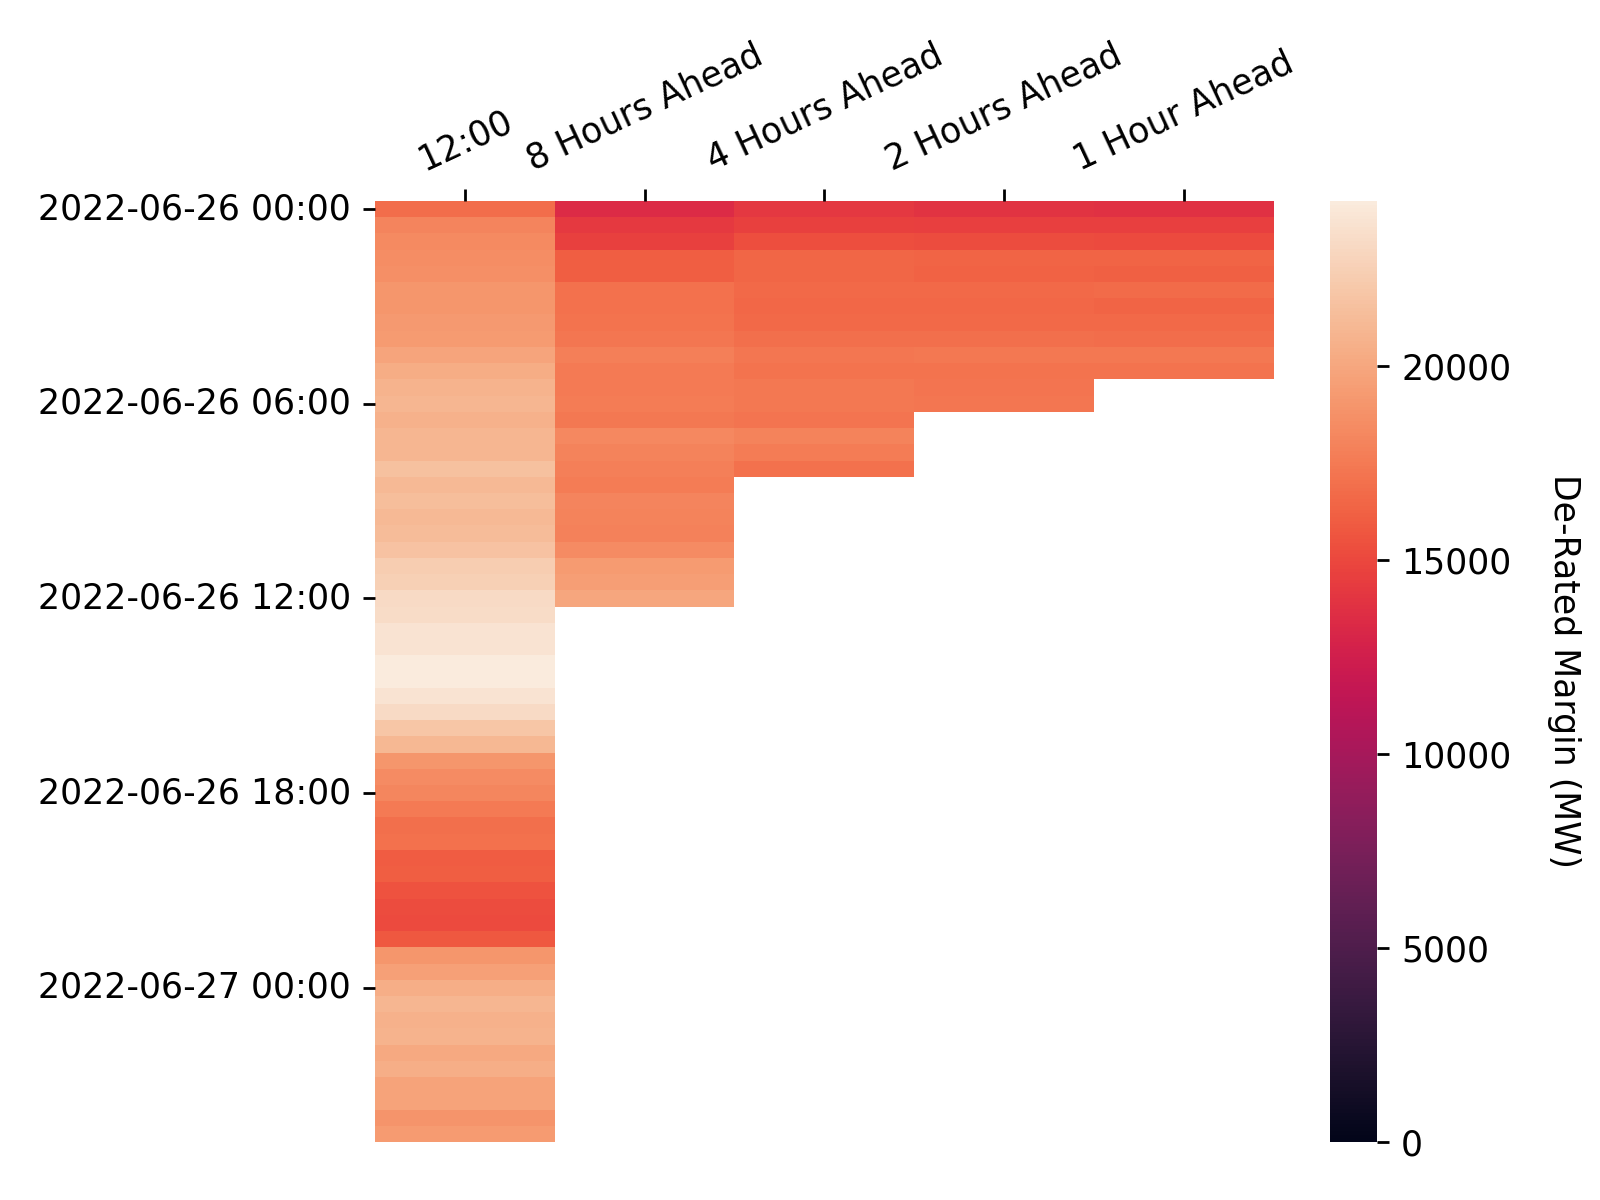 12:00
8 Hours Ahead
4 Hours Ahead
2 Hours Ahead
1 Hour Ahead
2022-06-26 00:00
2022-06-26 06:00
2022-06-26 12:00
2022-06-26 18:00
2022-06-27 00:00
20000
15000
10000
5000
0
De-Rated Margin (MW)